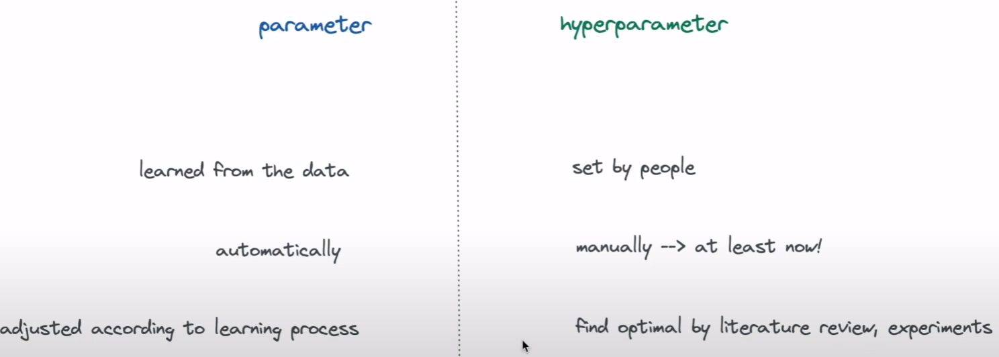 parameter
hyperparameter
learned from the data
set by people
automatically
manually --> at least now!
adjusted according to learning process
find optimal by literature review, experiments